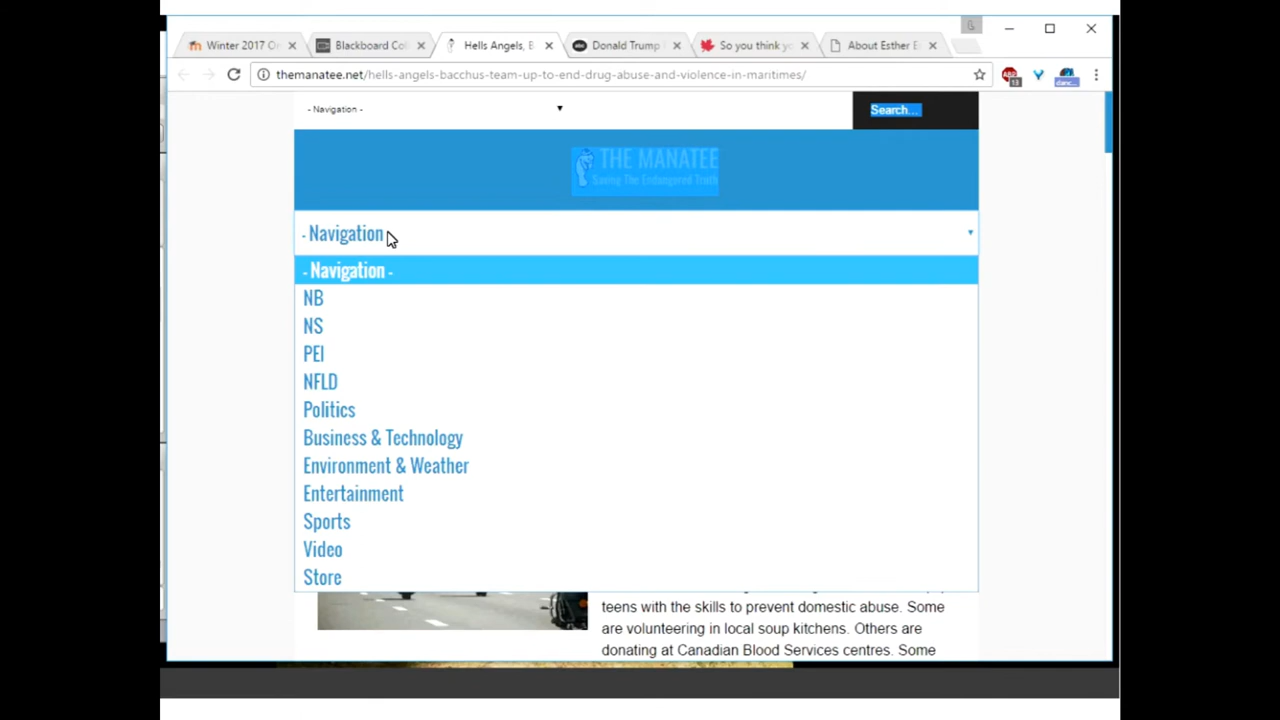 Winter 2017 O
Blackboard Co
Hells Angels, B
Donald Trump
So you think yo
About Esther E
themanatee.net/hells-angels-bacchus-team-up-to-end-drug-abuse-and-violence-in-maritimes/
13
- Navigation -
Search...
THE MANATEE
Saving The Endangered Truth
- Navigation
- Navigation -
NB
NS
PEI
NFLD
Politics
Business & Technology
Environment & Weather
Entertainment
Sports
Video
Store
teens with the skills to prevent domestic abuse. Some
are volunteering in local soup kitchens. Others are
donating at Canadian Blood Services centres. Some